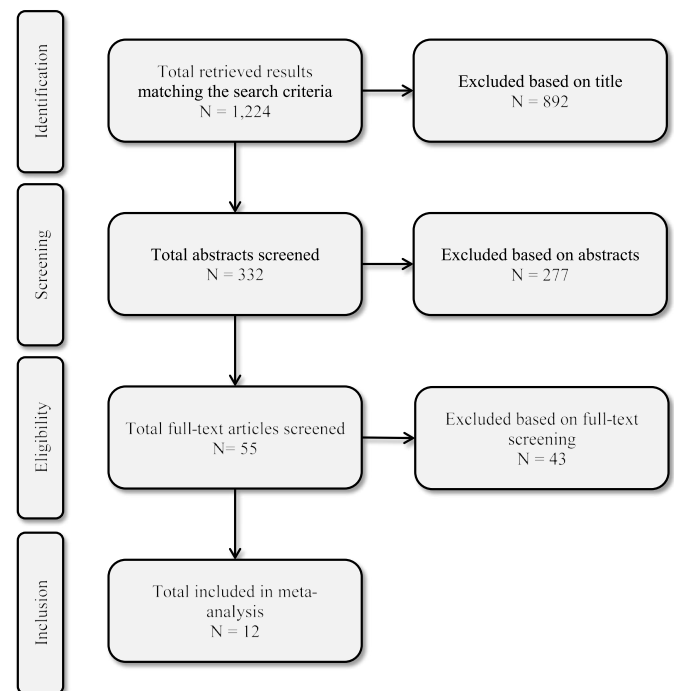 Identification
Total retrieved results
matching the search criteria
N = 1,224
Excluded based on title
N = 892
Screening
Total abstracts screened
N = 332
Excluded based on abstracts
N = 277
Eligibility
Total full-text articles screened
N= 55
Excluded based on full-text
screening
N = 43
Inclusion
Total included in meta-
analysis
N = 12